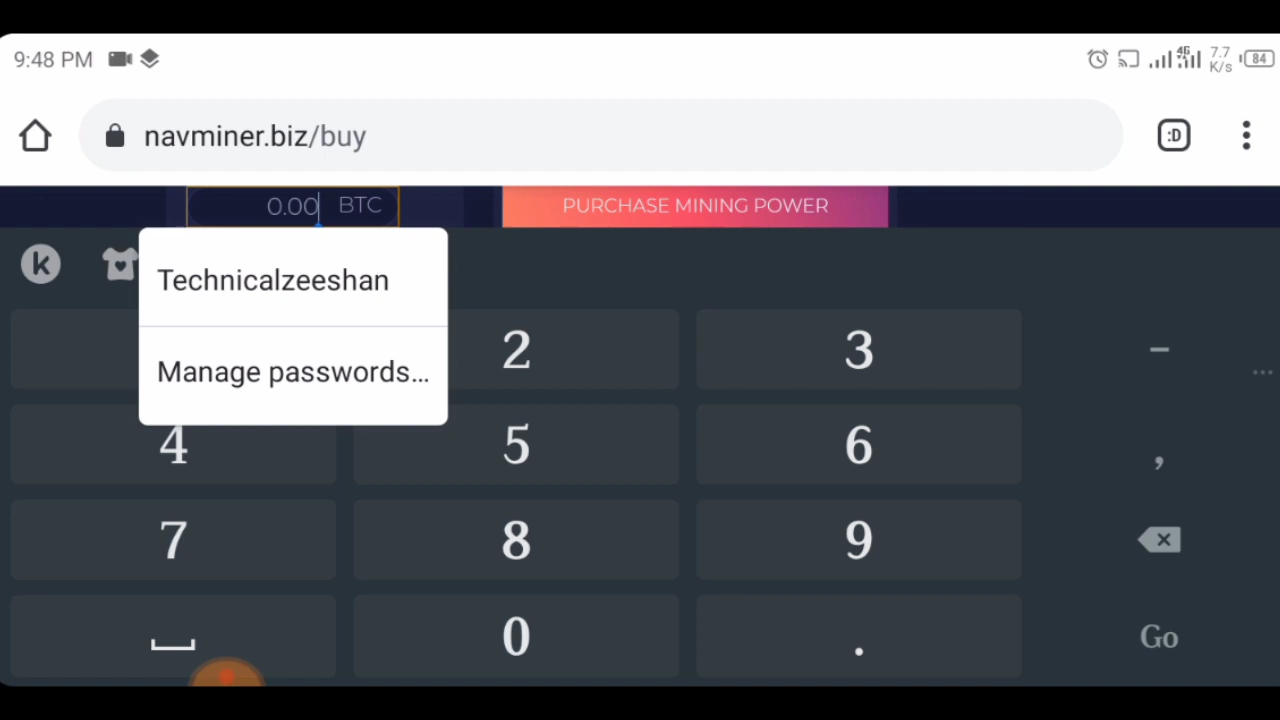 9:48 PM 4G 7.7 K/s 84
navminer.biz/buy :D
0.00 BTC PURCHASE MINING POWER
k
Technicalzeeshan
Manage passwords...
2 3 -
4 5 6 ,
7 8 9
0 . Go